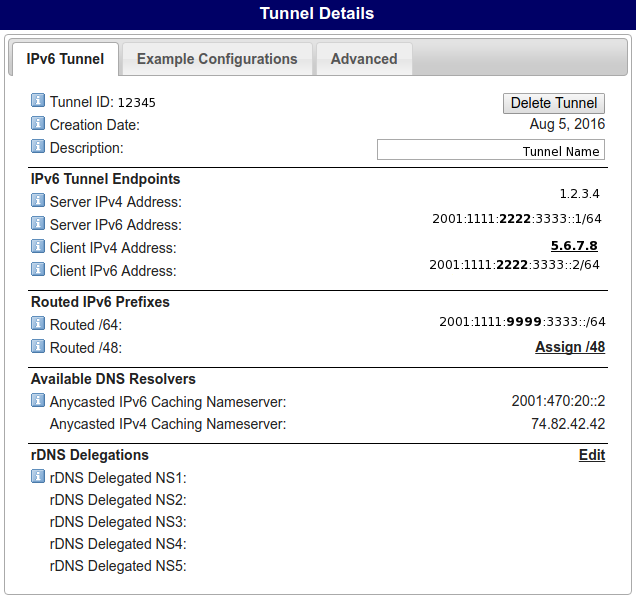 Tunnel Details
IPv6 Tunnel Example Configurations Advanced
Tunnel ID: 12345 Delete Tunnel
Creation Date: Aug 5, 2016
Description: Tunnel Name
IPv6 Tunnel Endpoints
Server IPv4 Address: 1.2.3.4
Server IPv6 Address: 2001:1111:2222:3333::1/64
Client IPv4 Address: 5.6.7.8
Client IPv6 Address: 2001:1111:2222:3333::2/64
Routed IPv6 Prefixes
Routed /64: 2001:1111:9999:3333::/64
Routed /48: Assign /48
Available DNS Resolvers
Anycasted IPv6 Caching Nameserver: 2001:470:20::2
Anycasted IPv4 Caching Nameserver: 74.82.42.42
rDNS Delegations Edit
rDNS Delegated NS1:
rDNS Delegated NS2:
rDNS Delegated NS3:
rDNS Delegated NS4:
rDNS Delegated NS5: